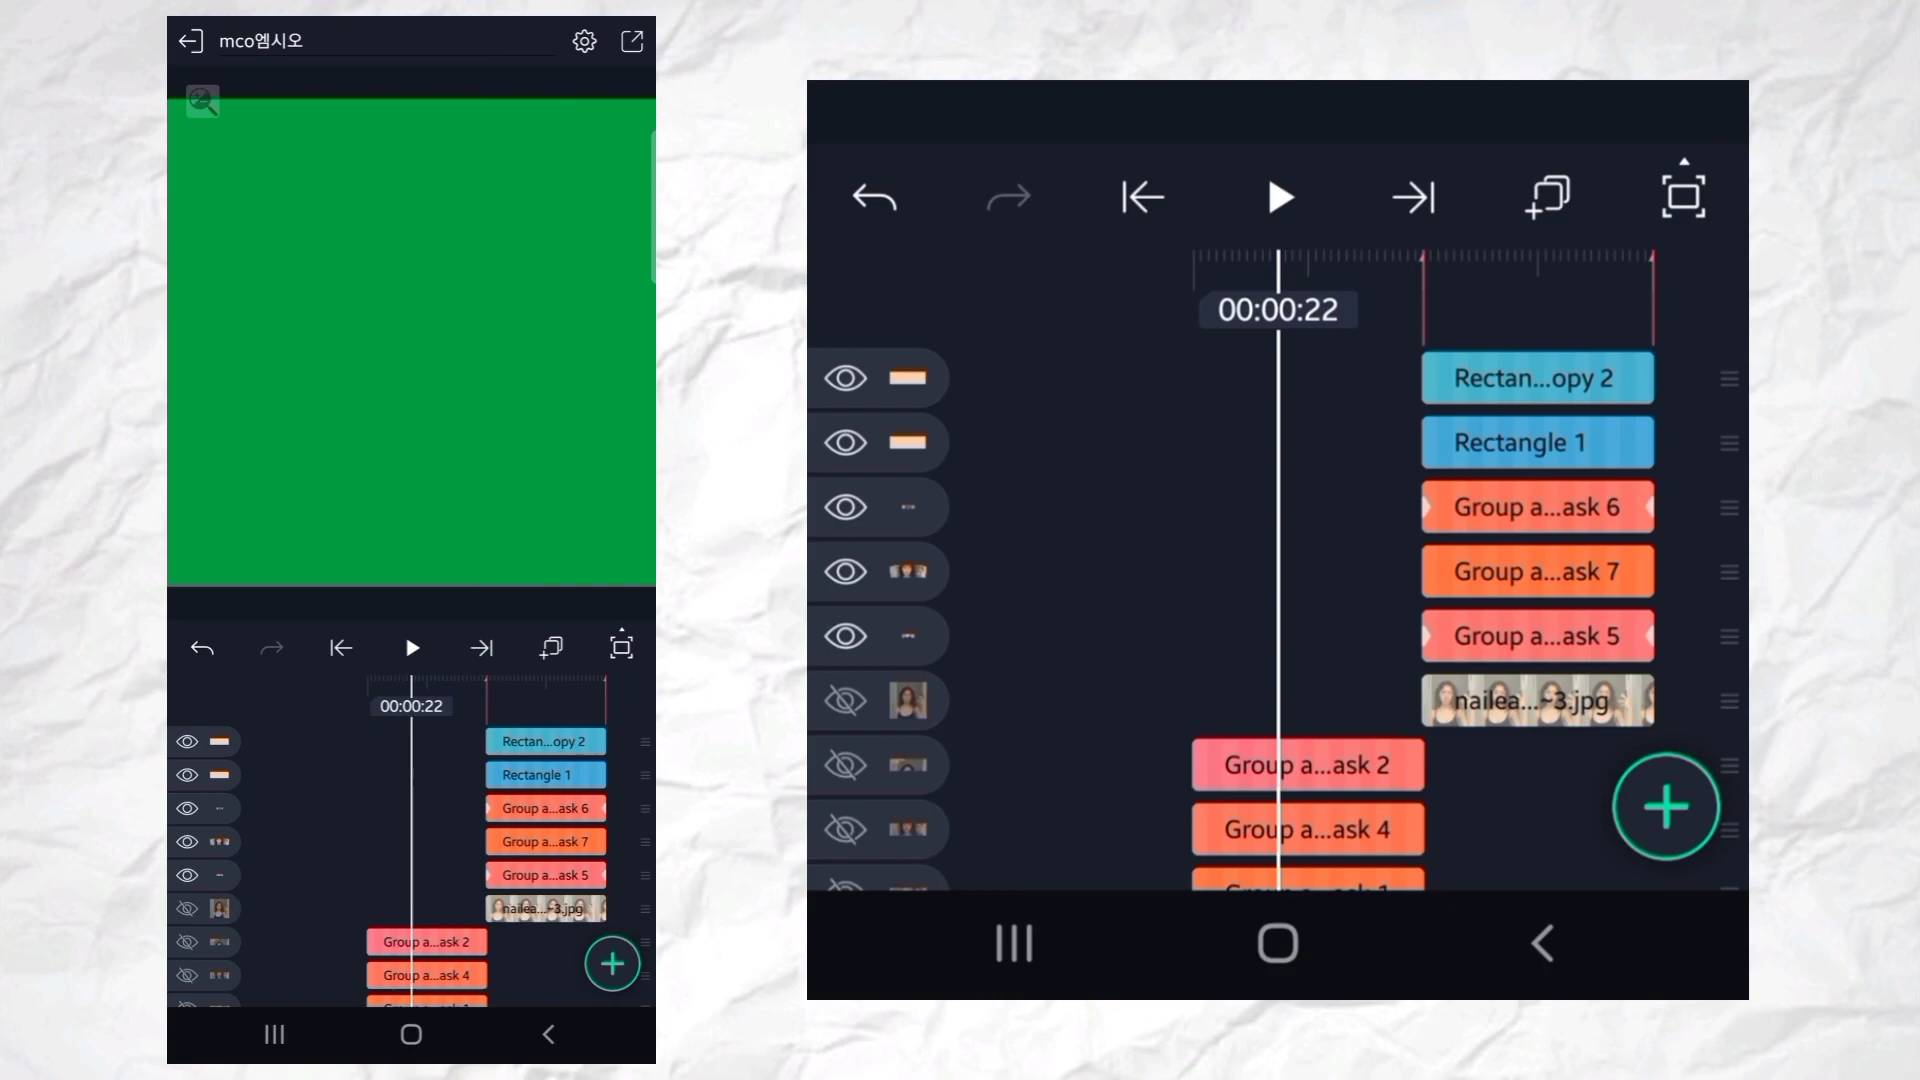 mco엠시오
00:00:22
Rectan...opy 2
Rectangle 1
Group a...ask 6
Group a...ask 7
Group a...ask 5
nailea...~3.jpg
Group a...ask 2
Group a...ask 4
00:00:22
Rectan...opy 2
Rectangle 1
Group a...ask 6
Group a...ask 7
Group a...ask 5
nailea...~3.jpg
Group a...ask 2
Group a...ask 4
Group a...ask 1